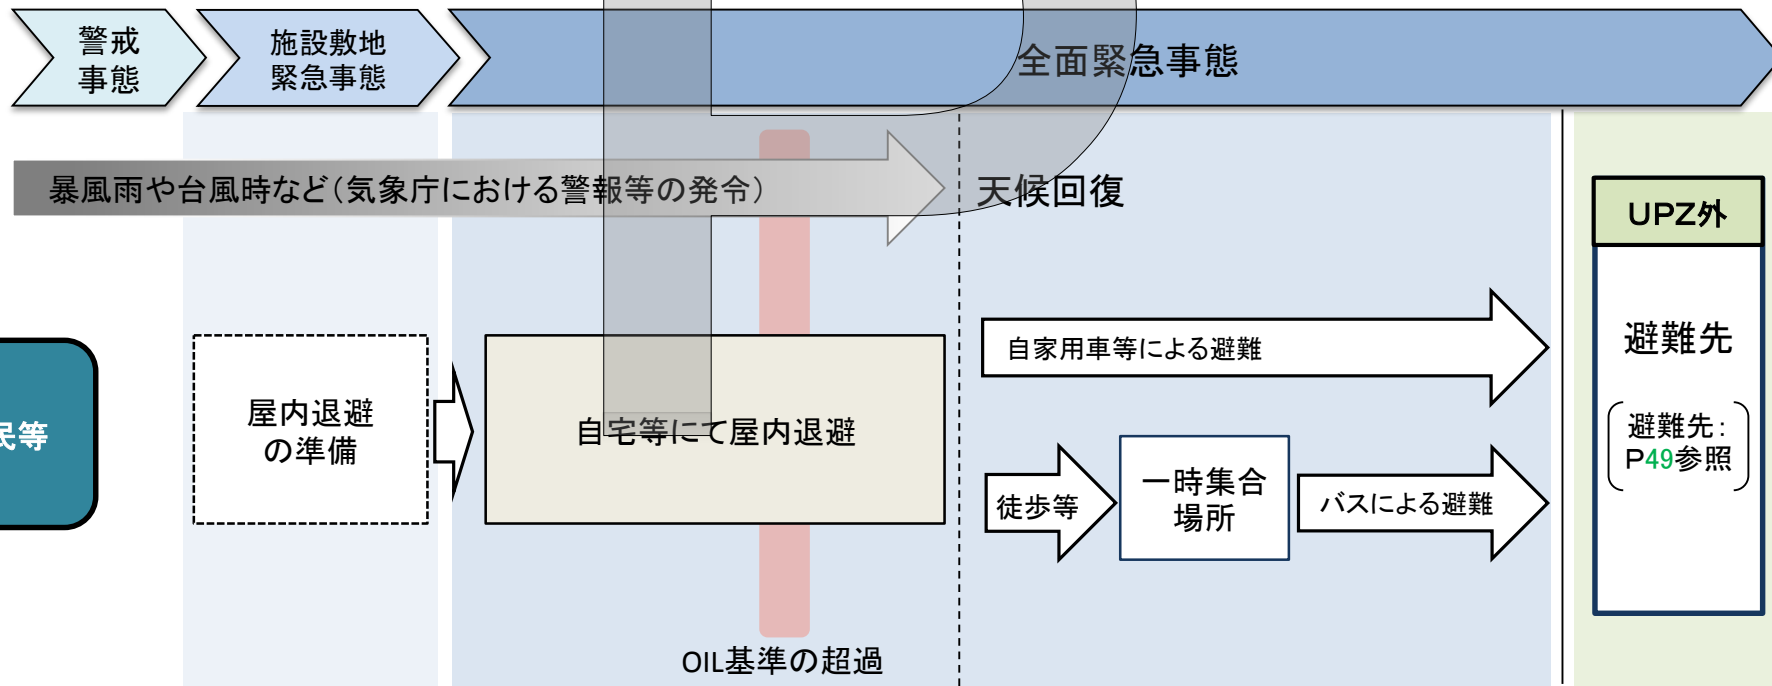 警戒
事態
施設敷地
緊急事態
全面緊急事態
暴風雨や台風時など（気象庁における警報等の発令）
天候回復
UPZ外
民等
屋内退避
の準備
自宅等にて屋内退避
自家用車等による避難
徒歩等
一時集合
場所
バスによる避難
避難先
避難先：
P49参照
OIL基準の超過